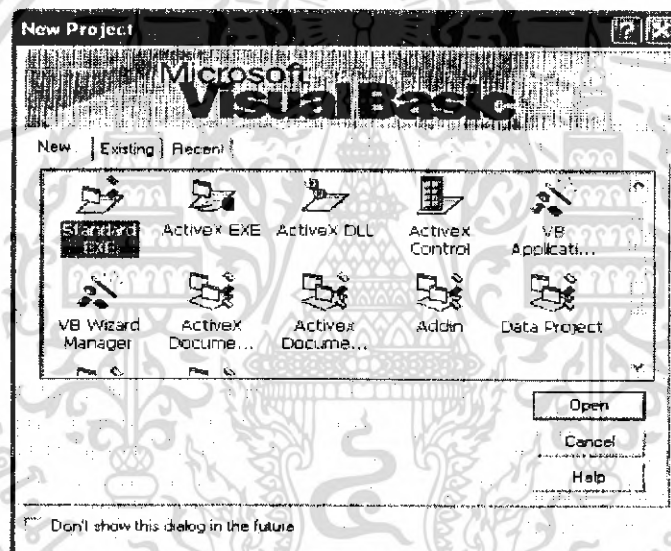 New Project
Microsoft
Visual Basic
New Existing Recent
Standard EXE
ActiveX EXE
ActiveX DLL
ActiveX Control
VB Applicati...
VB Wizard Manager
ActiveX Docume...
Activex Docume...
Addin
Data Project
Open
Cancel
Help
Don't show this dialog in the future